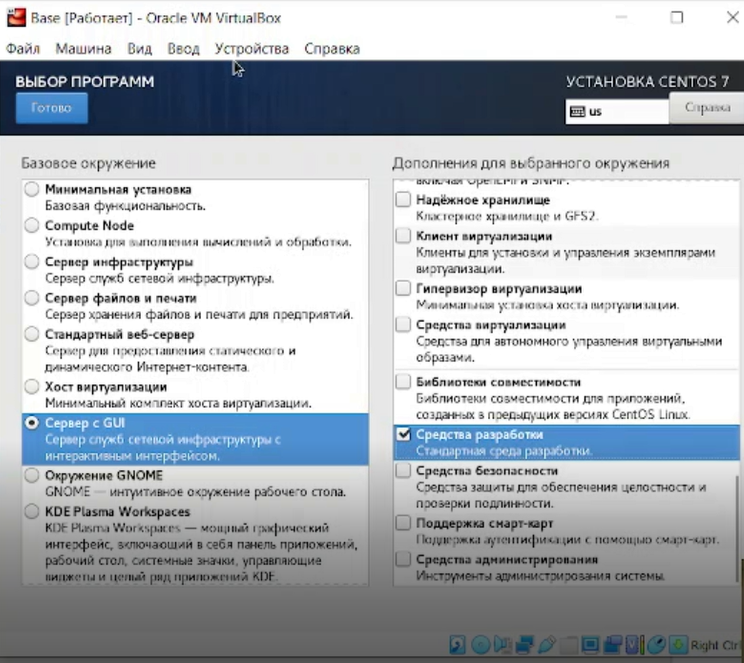 Base [Работает] - Oracle VM VirtualBox
Файл Машина Вид Ввод Устройства Справка
ВЫБОР ПРОГРАММ
УСТАНОВКА CENTOS 7
Готово
us
Справка
Базовое окружение
Минимальная установка
Базовая функциональность.
Compute Node
Установка для выполнения вычислений и обработки.
Сервер инфраструктуры
Сервер служб сетевой инфраструктуры.
Сервер файлов и печати
Сервер хранения файлов и печати для предприятий.
Стандартный веб-сервер
Сервер для предоставления статического и
динамического Интернет-контента.
Хост виртуализации
Минимальный комплект хоста виртуализации.
Сервер с GUI
Сервер служб сетевой инфраструктуры с
интерактивным интерфейсом.
Окружение GNOME
GNOME — интуитивное окружение рабочего стола.
KDE Plasma Workspaces
KDE Plasma Workspaces — мощный графический
интерфейс, включающий в себя панель приложений,
рабочий стол, системные значки, управляющие
виджеты и целый ряд приложений KDE.
Дополнения для выбранного окружения
включая OpenLMI и SNMP.
Надёжное хранилище
Кластерное хранилище и GFS2.
Клиент виртуализации
Клиенты для установки и управления экземплярами
виртуализации.
Гипервизор виртуализации
Минимальная установка хоста виртуализации.
Средства виртуализации
Средства для автономного управления виртуальными
образами.
Библиотеки совместимости
Библиотеки совместимости для приложений,
созданных в предыдущих версиях CentOS Linux.
Средства разработки
Стандартная среда разработки.
Средства безопасности
Средства защиты для обеспечения целостности и
проверки подлинности.
Поддержка смарт-карт
Поддержка аутентификации с помощью смарт-карт.
Средства администрирования
Инструменты администрирования системы.
Right Ctrl